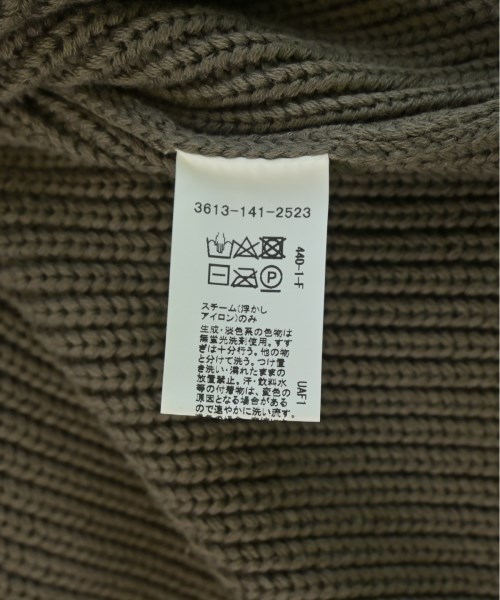 3613-141-2523
P
440-1-F
スチーム(浮かし
アイロン)のみ
生成・淡色系の色物は
無蛍光洗剤使用。すす
ぎは十分行う。他の物
と分けて洗う。つけ置
き洗い・濡れたままの
放置禁止。汗・飲料水
等の付着は、変色の
原因となる場合がある
ので速やかに洗い流す。
UAF1